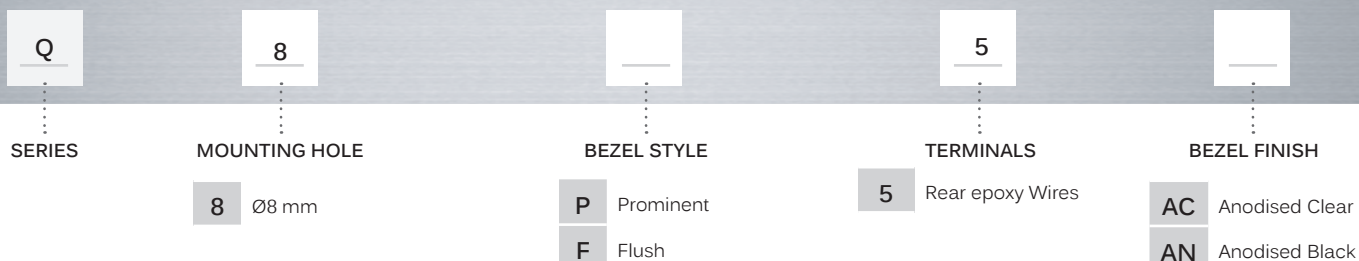 Q 8 5
SERIES MOUNTING HOLE BEZEL STYLE TERMINALS BEZEL FINISH
8 Ø8 mm P Prominent 5 Rear epoxy Wires AC Anodised Clear
F Flush AN Anodised Black